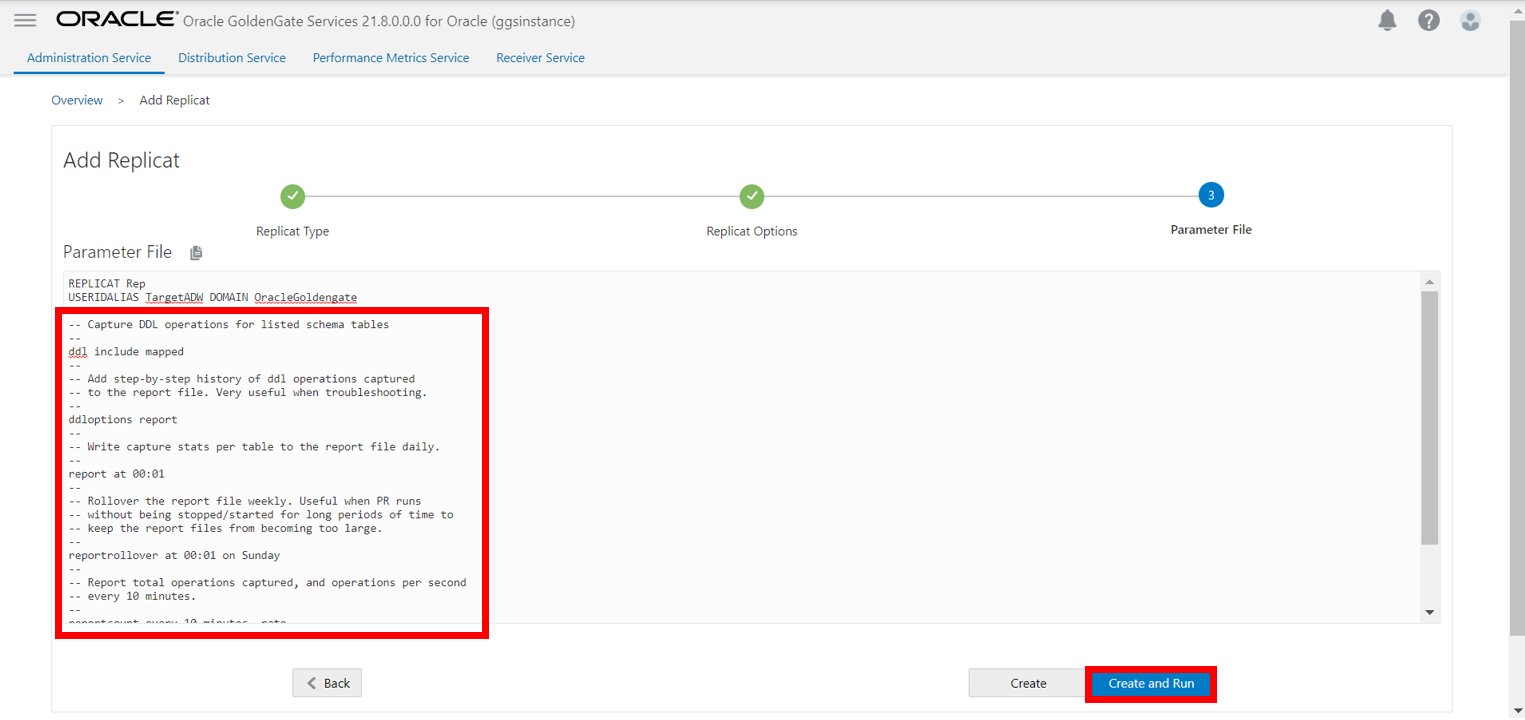 ORACLE® Oracle GoldenGate Services 21.8.0.0.0 for Oracle (ggsinstance)
Administration Service Distribution Service Performance Metrics Service Receiver Service
Overview > Add Replicat
Add Replicat
3
Replicat Type Replicat Options Parameter File
Parameter File
REPLICAT Rep
USERIDALIAS TargetADW DOMAIN OracleGoldengate
-- Capture DDL operations for listed schema tables
--
ddl include mapped
--
-- Add step-by-step history of ddl operations captured
-- to the report file. Very useful when troubleshooting.
--
ddloptions report
--
-- Write capture stats per table to the report file daily.
--
report at 00:01
--
-- Rollover the report file weekly. Useful when PR runs
-- without being stopped/started for long periods of time to
-- keep the report files from becoming too large.
--
reportrollover at 00:01 on Sunday
--
-- Report total operations captured, and operations per second
-- every 10 minutes.
--
reportcount every 10 minutes, rate
Back Create Create and Run